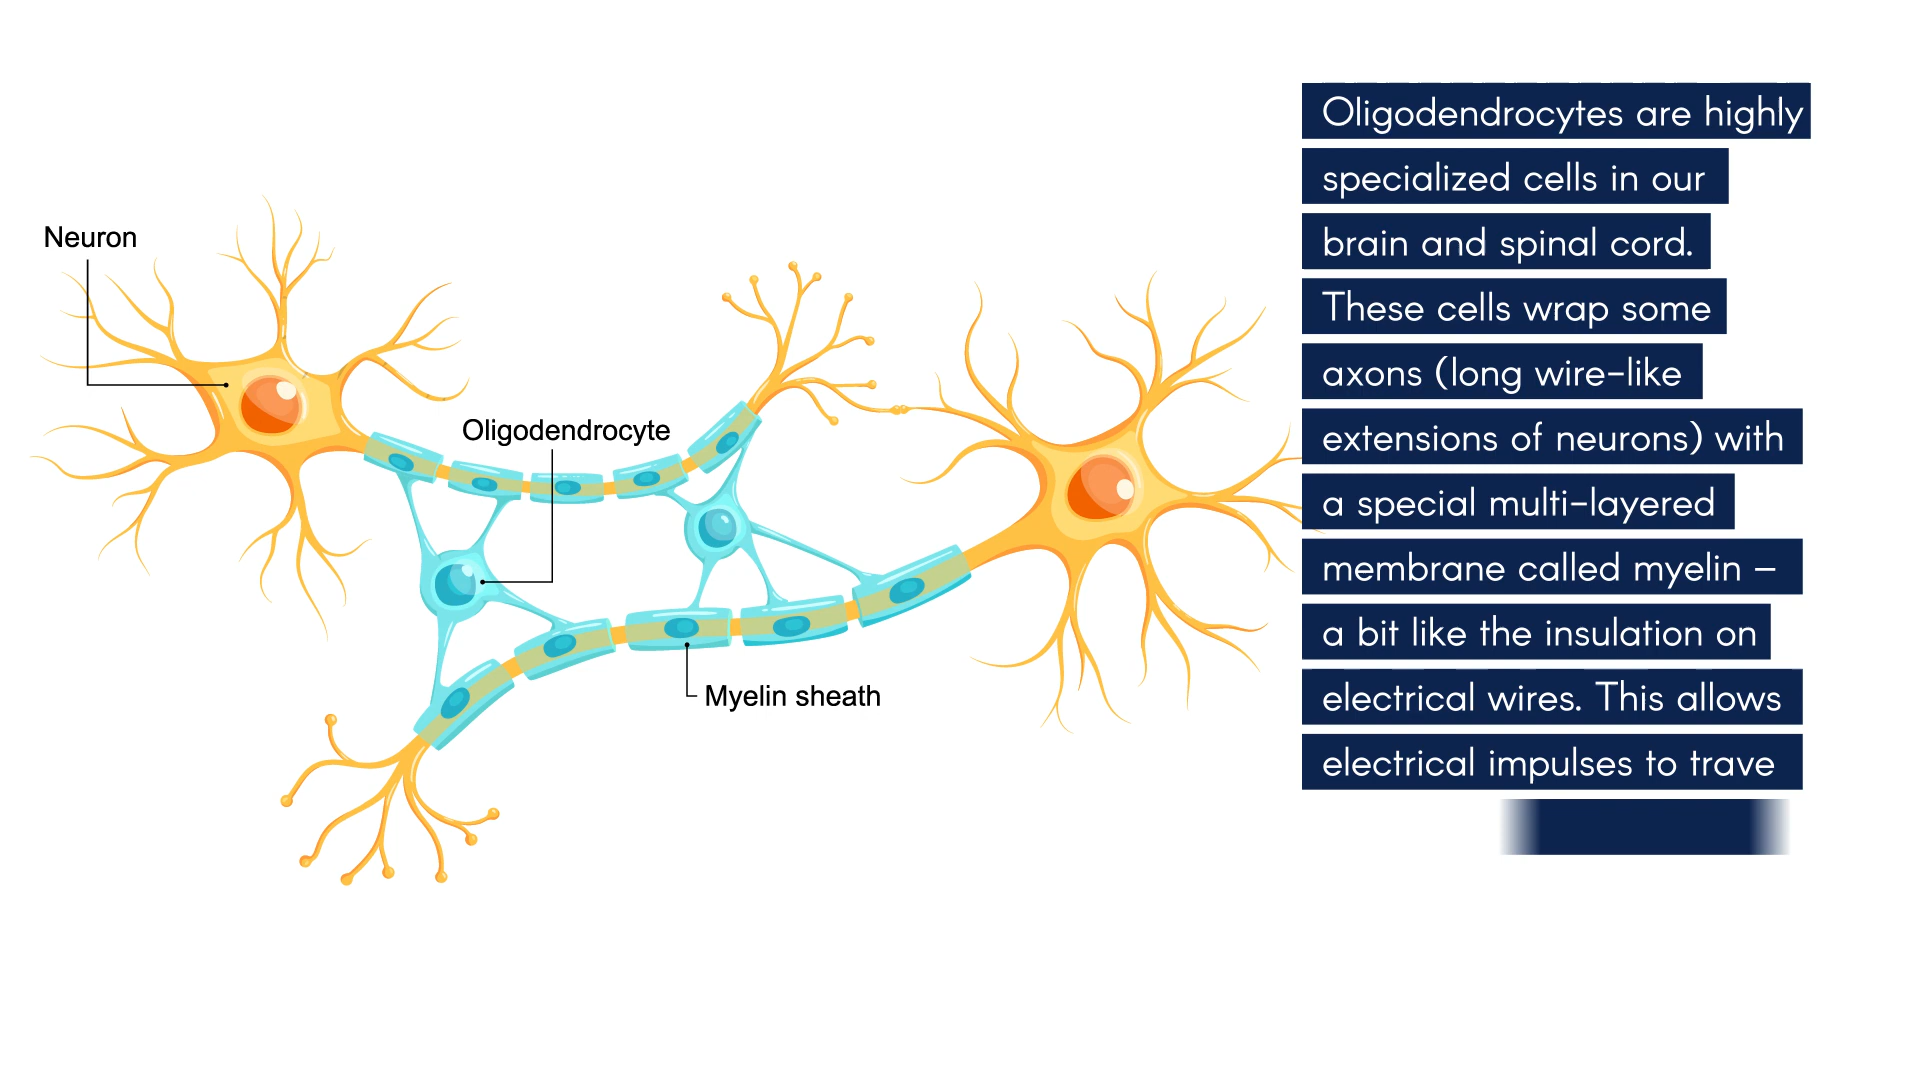 Neuron
Oligodendrocyte
Myelin sheath
Oligodendrocytes are highly
specialized cells in our
brain and spinal cord.
These cells wrap some
axons (long wire-like
extensions of neurons) with
a special multi-layered
membrane called myelin –
a bit like the insulation on
electrical wires. This allows
electrical impulses to trave